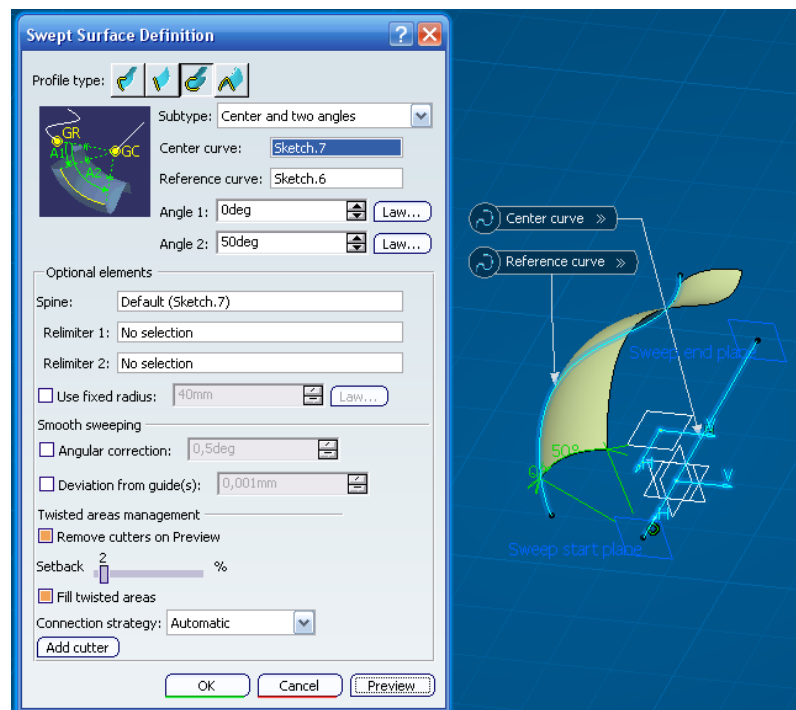 Swept Surface Definition
Profile type:
Subtype: Center and two angles
GR
GC
A1
A2
Center curve: Sketch.7
Reference curve: Sketch.6
Angle 1: 0deg Law...
Angle 2: 50deg Law...
Optional elements
Spine: Default (Sketch.7)
Relimiter 1: No selection
Relimiter 2: No selection
Use fixed radius: 40mm Law...
Smooth sweeping
Angular correction: 0,5deg
Deviation from guide(s): 0,001mm
Twisted areas management
Remove cutters on Preview
Setback 2 %
Fill twisted areas
Connection strategy: Automatic
Add cutter
OK Cancel Preview
Center curve »
Reference curve »
Sweep end plane
50°
V
H
Sweep start plane